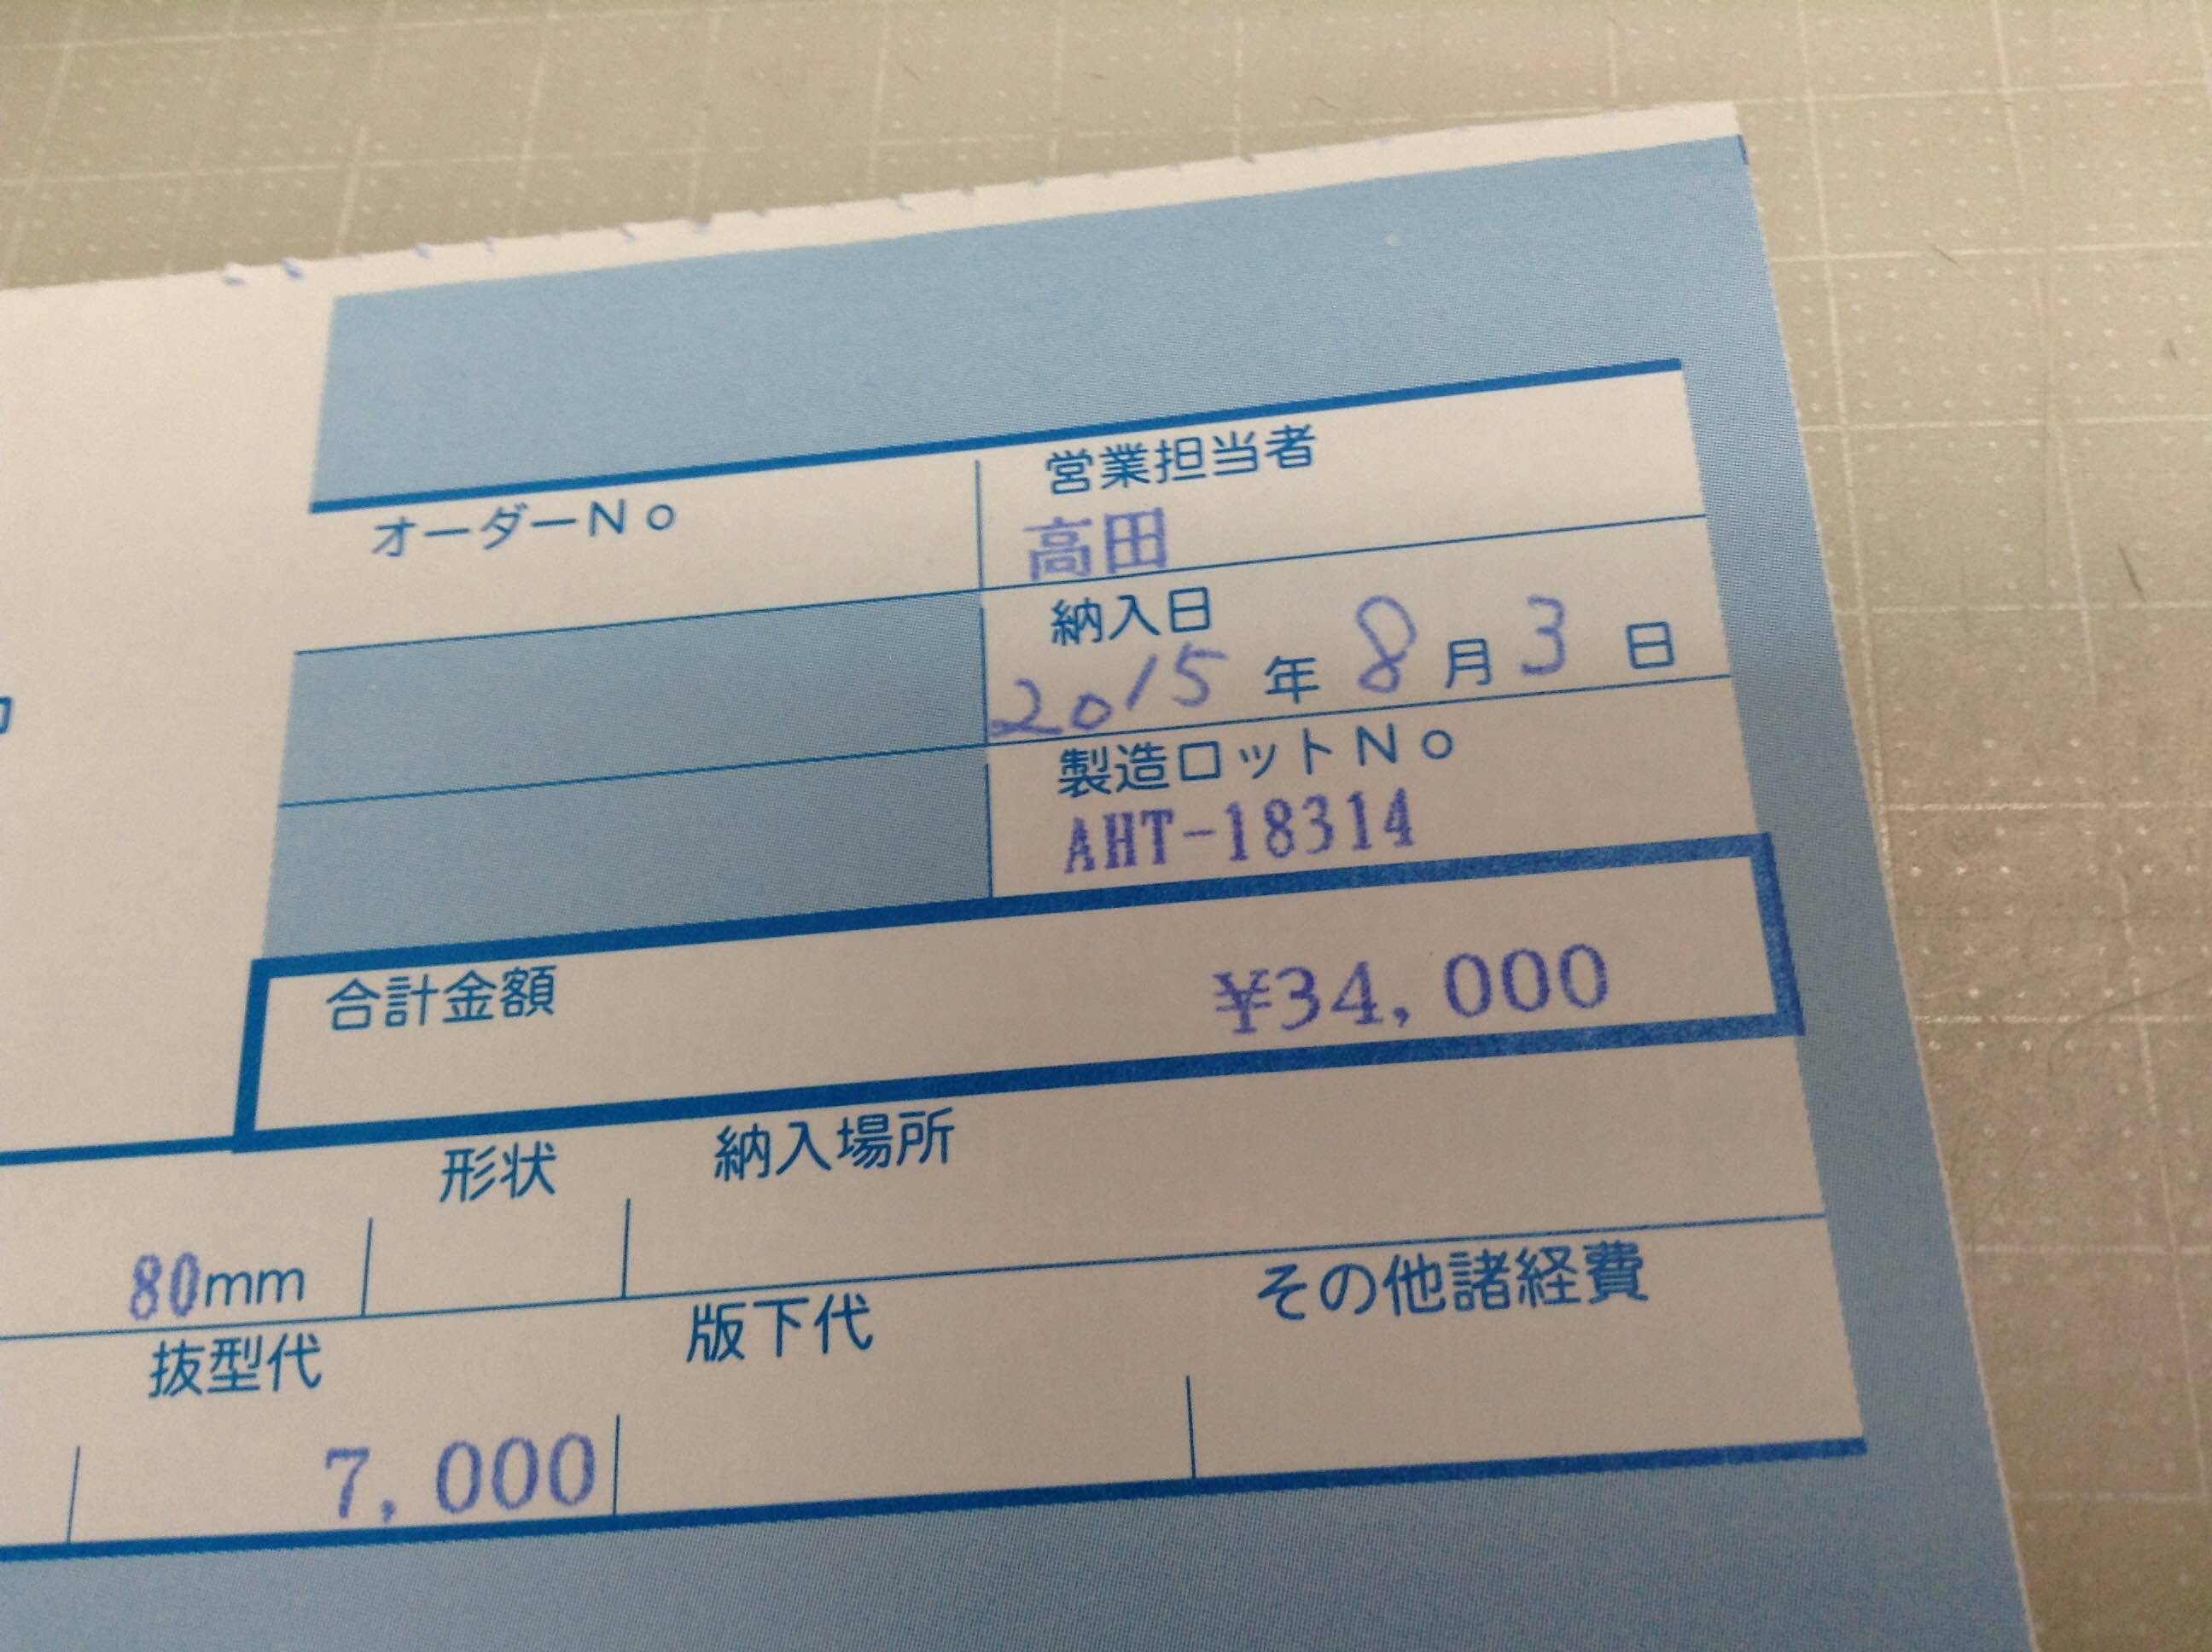 オーダーNo
営業担当者
高田
納入日
2015年8月3日
製造ロットNo
AHT-18314
合計金額 ¥34,000
形状 納入場所
80mm
抜型代 版下代 その他諸経費
7,000